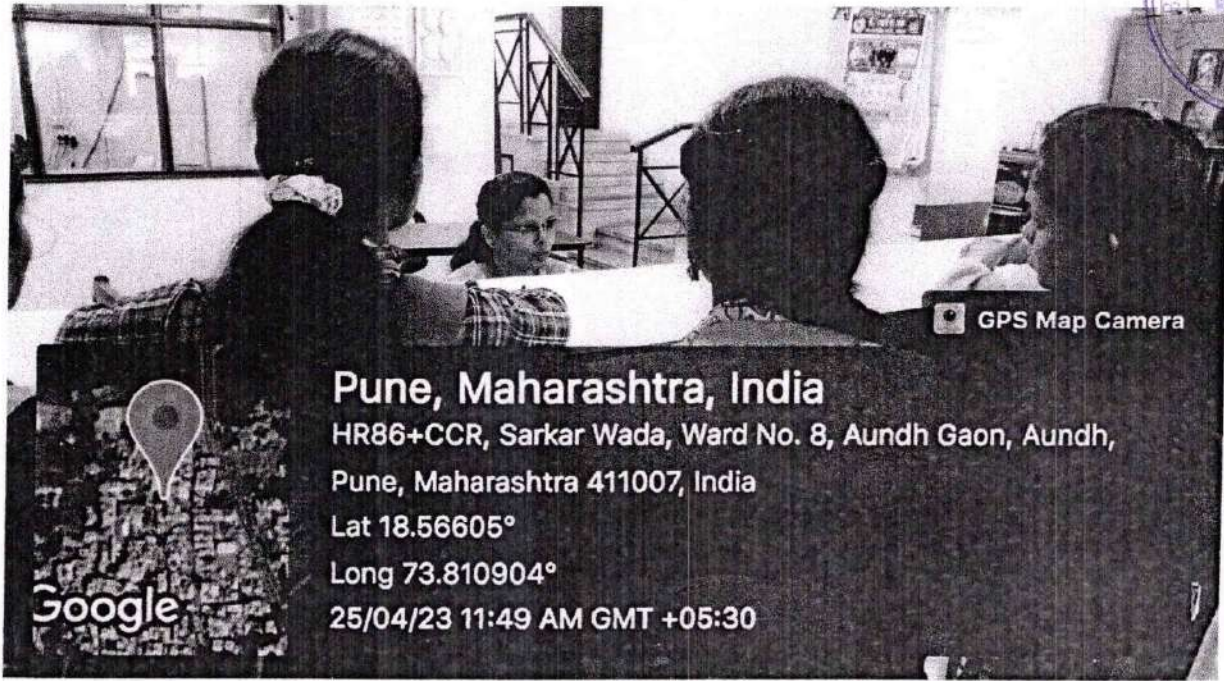 GPS Map Camera
Pune, Maharashtra, India
HR86+CCR, Sarkar Wada, Ward No. 8, Aundh Gaon, Aundh,
Pune, Maharashtra 411007, India
Lat 18.56605°
Long 73.810904°
25/04/23 11:49 AM GMT +05:30
Google